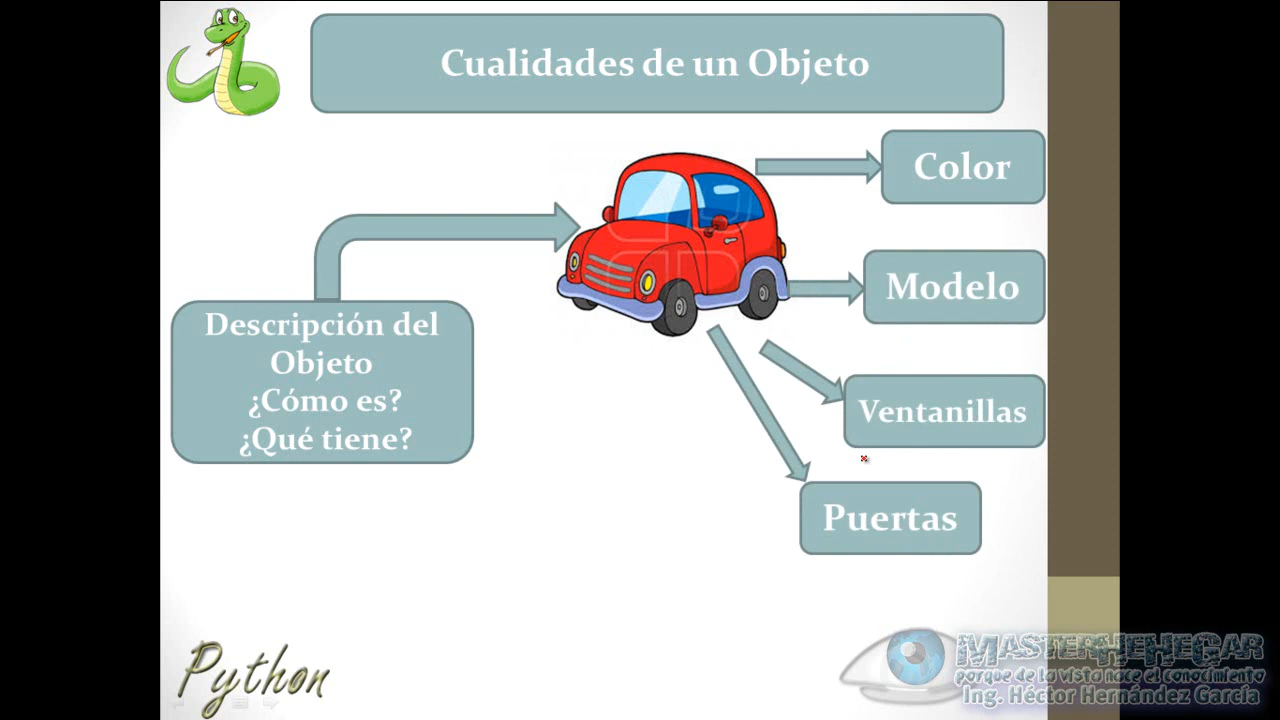 Cualidades de un Objeto
Color
Modelo
Descripción del
Objeto
¿Cómo es?
¿Qué tiene?
Ventanillas
Puertas
Python
MASTERHEHEGAR
porque de la vista nace el conocimiento
Ing. Héctor Hernández García